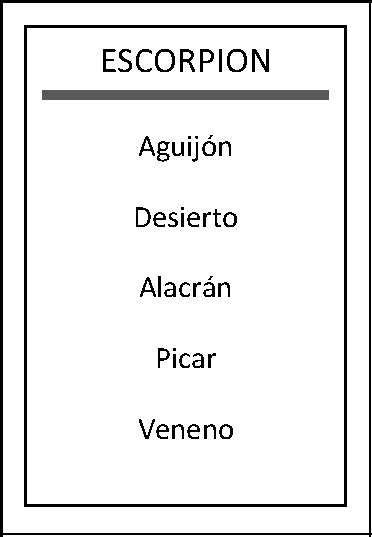 ESCORPION
Aguijón
Desierto
Alacrán
Picar
Veneno